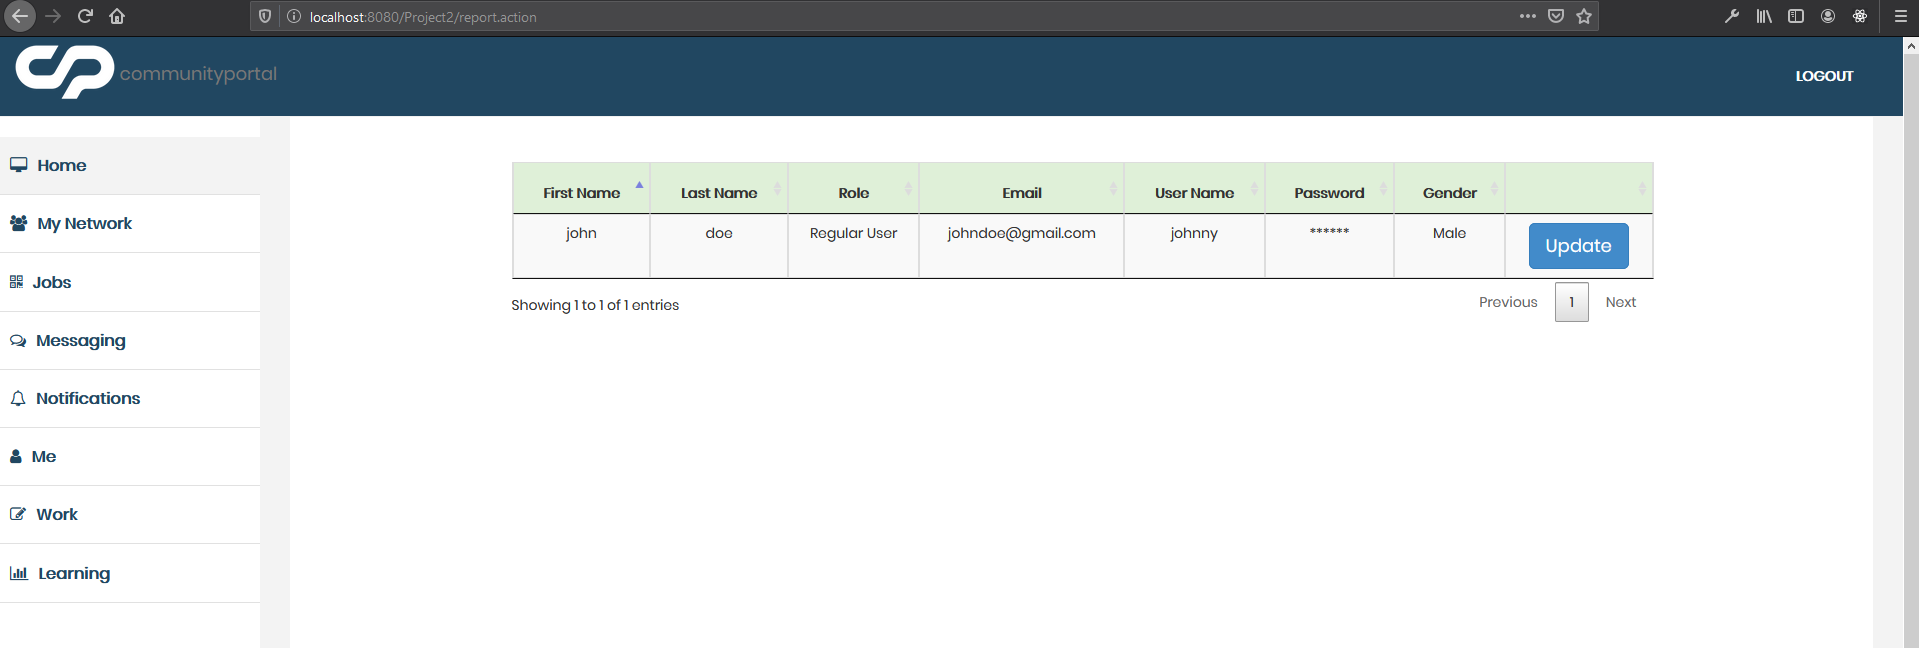 localhost:8080/Project2/report.action
communityportal
LOGOUT
Home
My Network
Jobs
Messaging
Notifications
Me
Work
Learning
First Name Last Name Role Email User Name Password Gender
john doe Regular User johndoe@gmail.com johnny ****** Male Update
Showing 1 to 1 of 1 entries Previous 1 Next